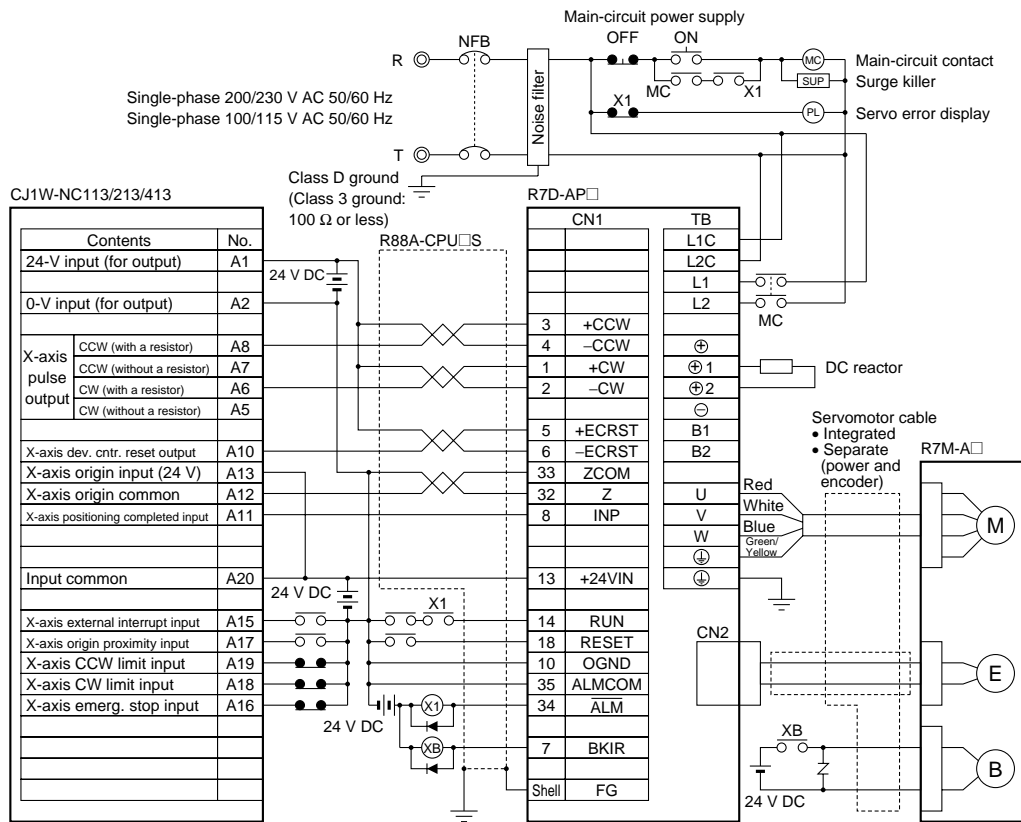 Main-circuit power supply
OFF ON
NFB
R
MC Main-circuit contact
SUP Surge killer
MC X1
Single-phase 200/230 V AC 50/60 Hz
Single-phase 100/115 V AC 50/60 Hz
Noise filter
X1
PL Servo error display
T
Class D ground
(Class 3 ground:
100 Ω or less)
CJ1W-NC113/213/413
R7D-AP□
R88A-CPU□S
CN1 TB
Contents No.
L1C
24-V input (for output) A1
24 V DC
L2C
L1
0-V input (for output) A2
L2
MC
3 +CCW
X-axis pulse output
CCW (with a resistor) A8
4 −CCW ⊕
CCW (without a resistor) A7
1 +CW ⊕1
DC reactor
CW (with a resistor) A6
2 −CW ⊕2
CW (without a resistor) A5
⊖
5 +ECRST B1
X-axis dev. cntr. reset output A10
6 −ECRST B2
X-axis origin input (24 V) A13
33 ZCOM
X-axis origin common A12
32 Z U
X-axis positioning completed input A11
8 INP V
W
Red
White
Blue
Green/
Yellow
Servomotor cable
• Integrated
• Separate
(power and
encoder)
R7M-A□
M
Input common A20
24 V DC
13 +24VIN
X1
X-axis external interrupt input A15
14 RUN
X-axis origin proximity input A17
18 RESET
CN2
X-axis CCW limit input A19
10 OGND
X-axis CW limit input A18
35 ALMCOM
E
X-axis emerg. stop input A16
24 V DC
X1
34 ALM
XB
7 BKIR
XB
24 V DC
B
Shell FG